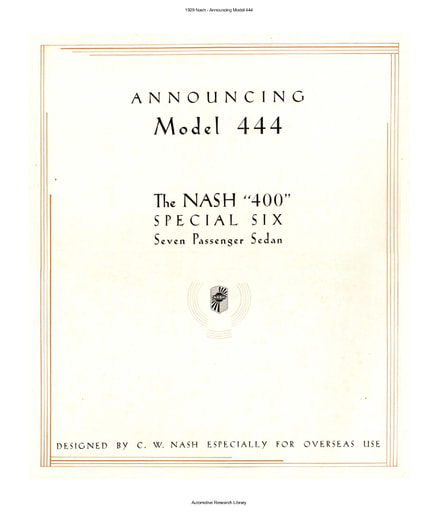 1929 Nash - Announcing Model 444
ANNOUNCING
Model 444
The NASH "400"
SPECIAL SIX
Seven Passenger Sedan
NASH
DESIGNED BY C. W. NASH ESPECIALLY FOR OVERSEAS USE
Automotive Research Library